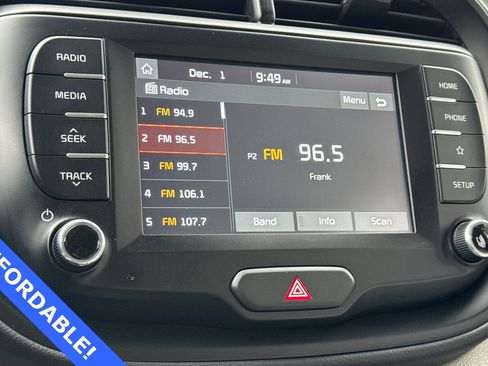 RADIO
MEDIA
SEEK
TRACK
Dec. 1 9:49 AM
Radio
Menu
1 FM 94.9
2 FM 96.5
3 FM 99.7
4 FM 106.1
5 FM 107.7
P2 FM 96.5
Frank
Band Info Scan
HOME
PHONE
SETUP
FFORDABLE!